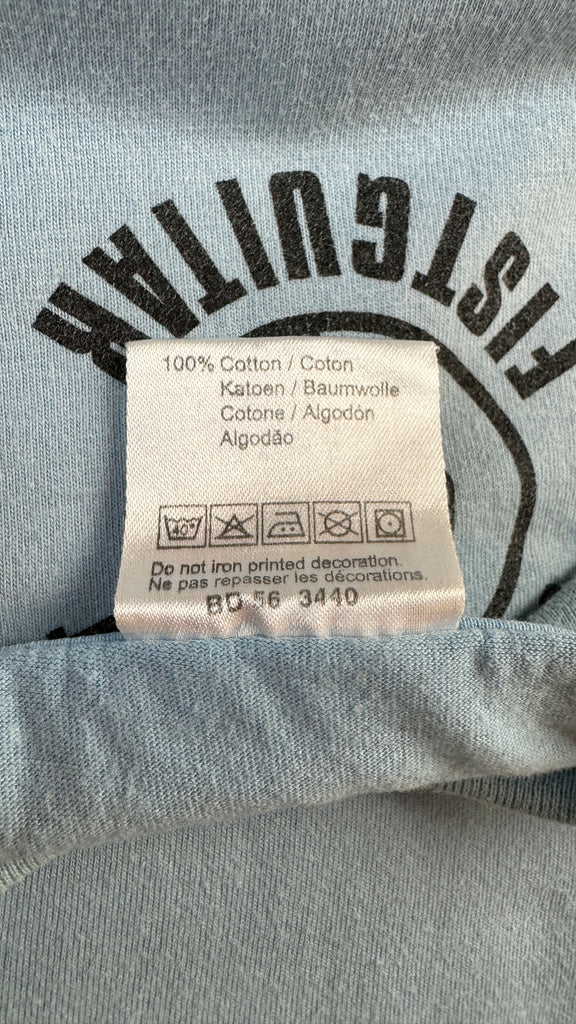 FISTGUITAR
100% Cotton / Coton
Katoen / Baumwolle
Cotone / Algodón
Algodão
40°
Do not iron printed decoration.
Ne pas repasser les décorations.
BD 56 3440